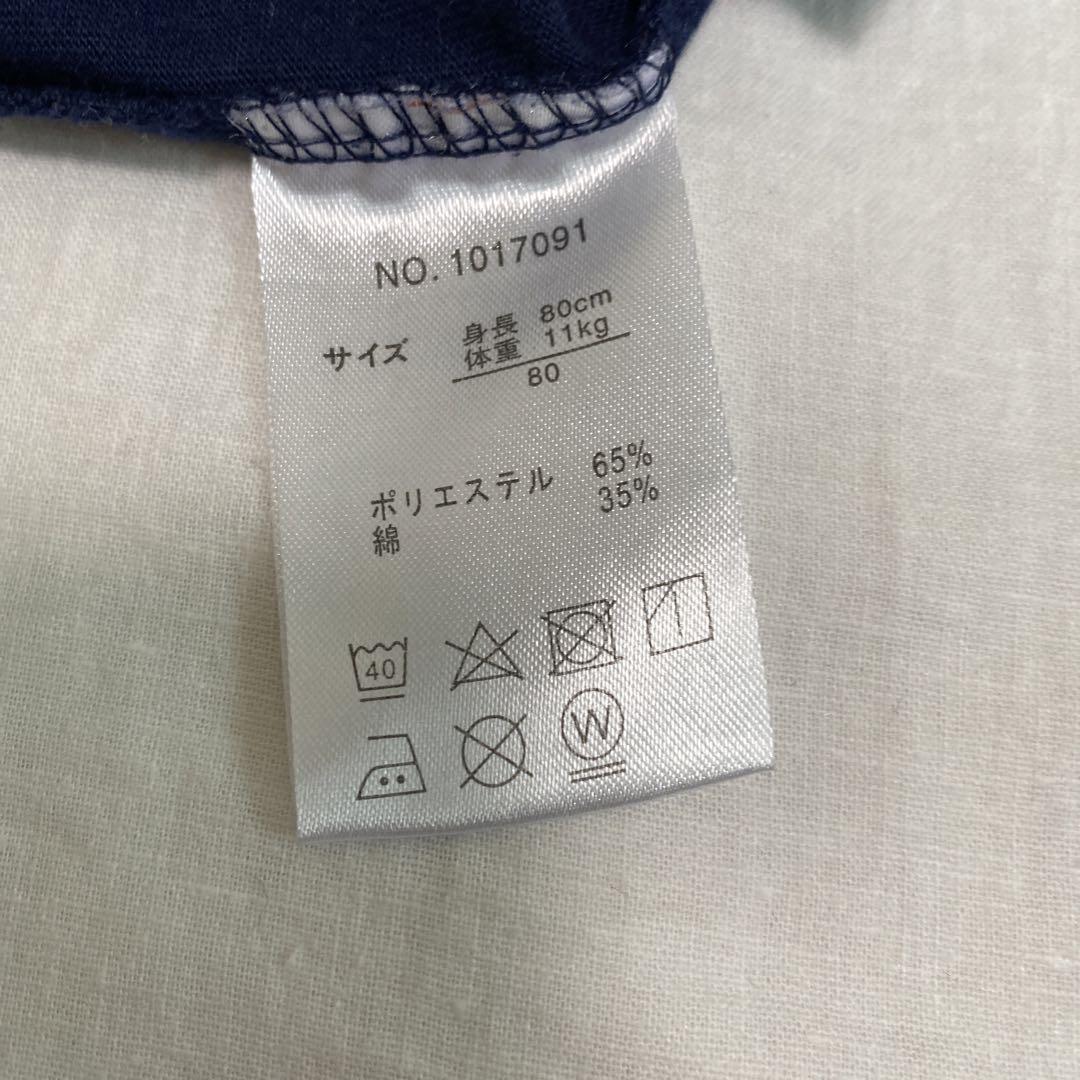 NO. 1017091
サイズ 身長 80cm
体重 11kg
80
ポリエステル 65%
綿 35%
40
W